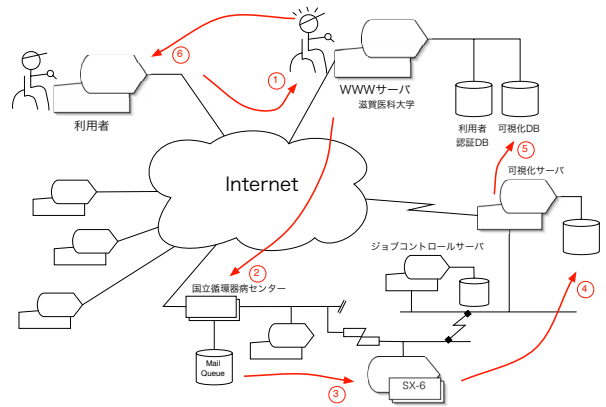 ⑥
①
WWWサーバ
滋賀医科大学
利用者
利用者
認証DB
可視化DB
⑤
可視化サーバ
Internet
ジョブコントロールサーバ
②
国立循環器病センター
④
Mail
Queue
③
SX-6